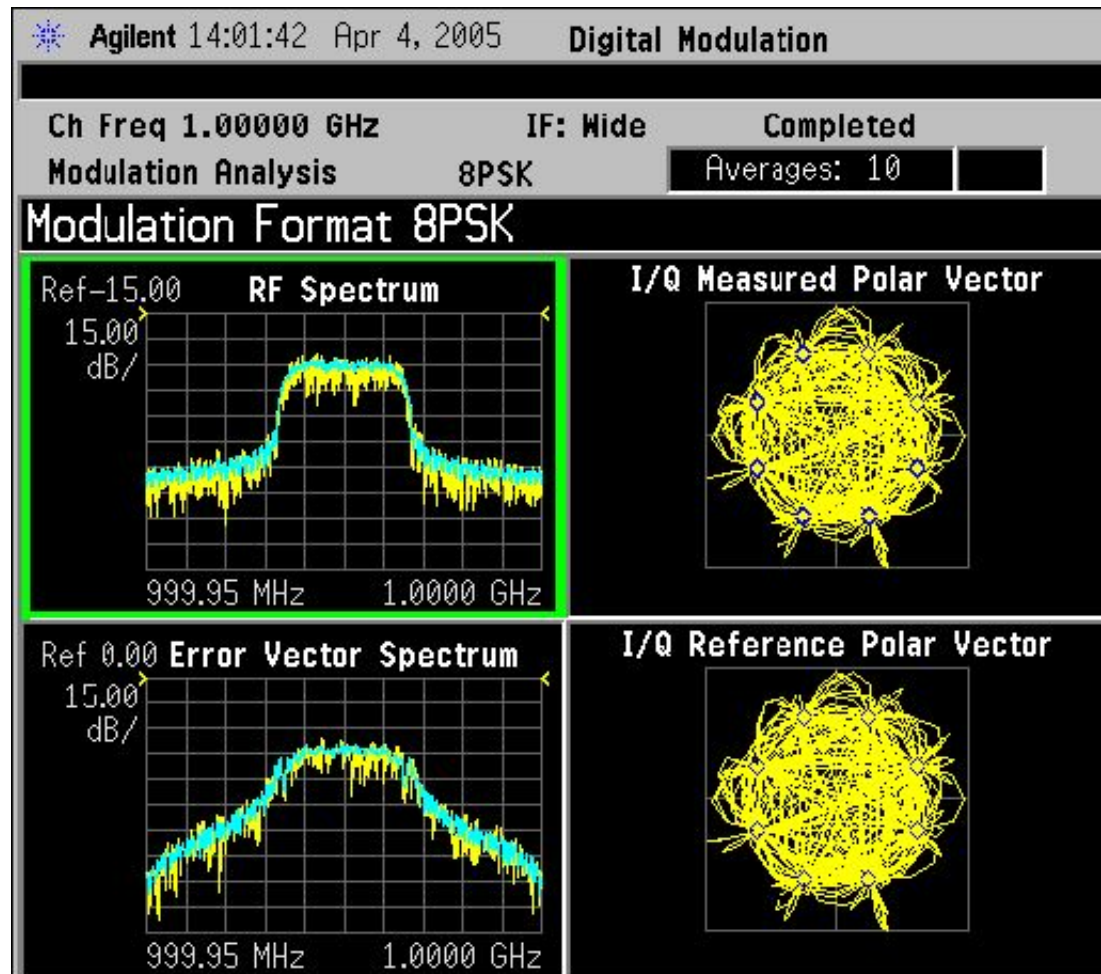 Agilent 14:01:42 Apr 4, 2005 Digital Modulation
Ch Freq 1.00000 GHz IF: Wide Completed
Modulation Analysis 8PSK Averages: 10
Modulation Format 8PSK
Ref-15.00 RF Spectrum
15.00
dB/
999.95 MHz 1.0000 GHz
I/Q Measured Polar Vector
Ref 0.00 Error Vector Spectrum
15.00
dB/
999.95 MHz 1.0000 GHz
I/Q Reference Polar Vector